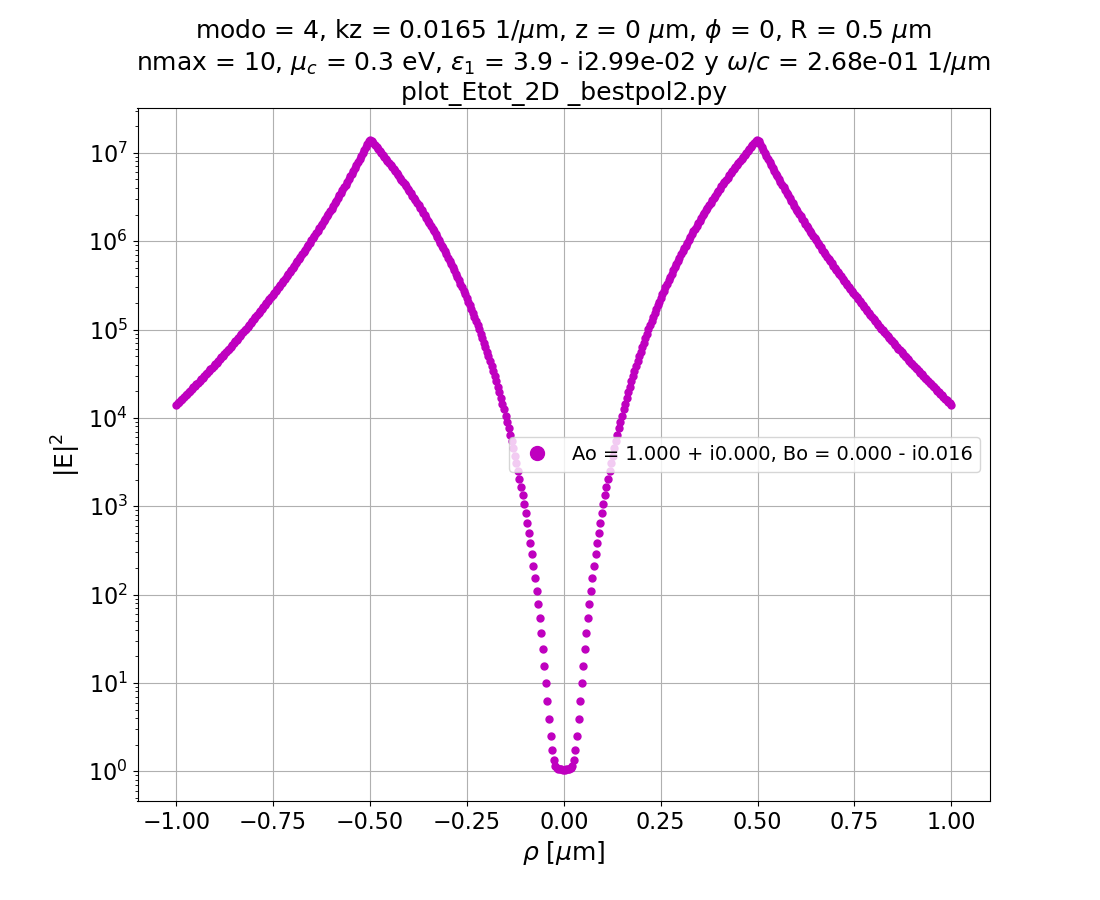 modo = 4, kz = 0.0165 1/μm, z = 0 μm, ϕ = 0, R = 0.5 μm
nmax = 10, μ_c = 0.3 eV, ε_1 = 3.9 - i2.99e-02 y ω/c = 2.68e-01 1/μm
plot_Etot_2D _bestpol2.py
10^7
10^6
10^5
10^4
10^3
10^2
10^1
10^0
|E|^2
Ao = 1.000 + i0.000, Bo = 0.000 - i0.016
−1.00 −0.75 −0.50 −0.25 0.00 0.25 0.50 0.75 1.00
ρ [μm]